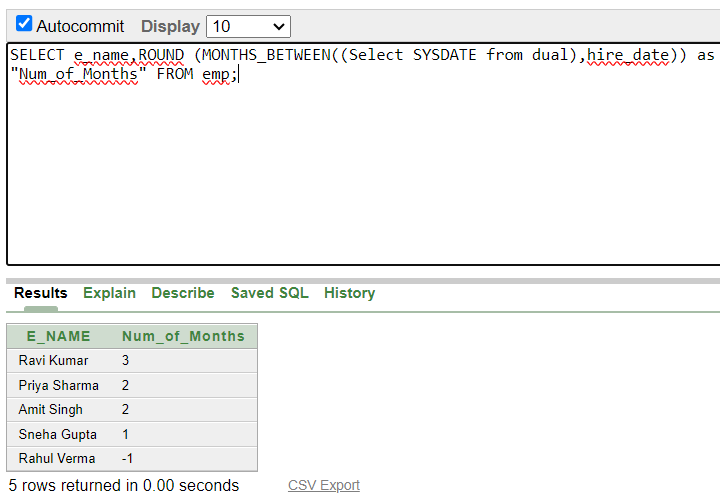 Autocommit Display 10
SELECT e_name,ROUND (MONTHS_BETWEEN((Select SYSDATE from dual),hire_date)) as
"Num_of_Months" FROM emp;
Results Explain Describe Saved SQL History
E_NAME Num_of_Months
Ravi Kumar 3
Priya Sharma 2
Amit Singh 2
Sneha Gupta 1
Rahul Verma -1
5 rows returned in 0.00 seconds CSV Export